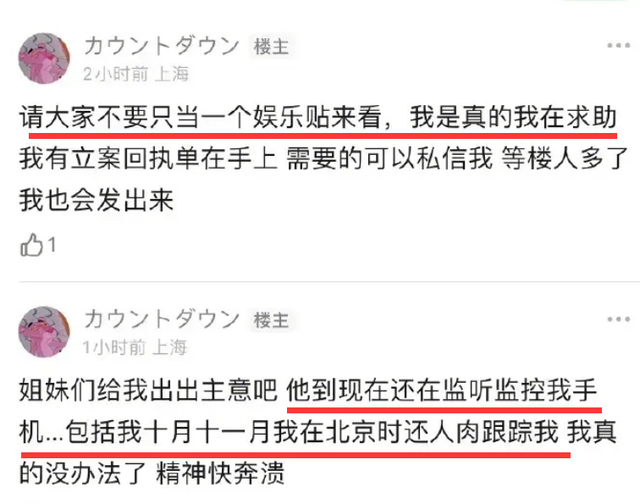 カウントダウン 楼主
2小时前 上海
请大家不要只当一个娱乐贴来看，我是真的我在求助
我有立案回执单在手上 需要的可以私信我 等楼人多了
我也会发出来
1
カウントダウン 楼主
1小时前 上海
姐妹们给我出出主意吧 他到现在还在监听监控我手
机...包括我十月十一月我在北京时还人肉跟踪我 我真
的没办法了 精神快奔溃